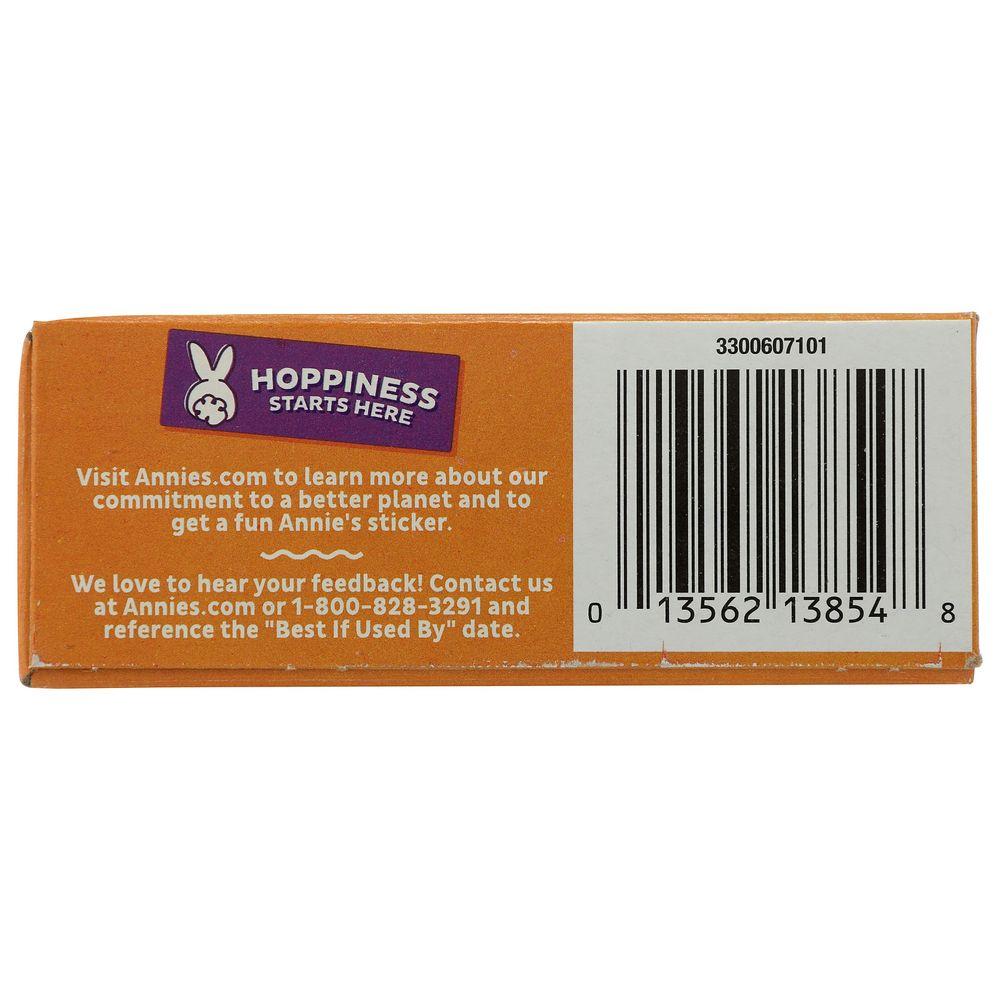 HOPPINESS
STARTS HERE
Visit Annies.com to learn more about our
commitment to a better planet and to
get a fun Annie's sticker.
We love to hear your feedback! Contact us
at Annies.com or 1-800-828-3291 and
reference the "Best If Used By" date.
3300607101
0 13562 13854 8